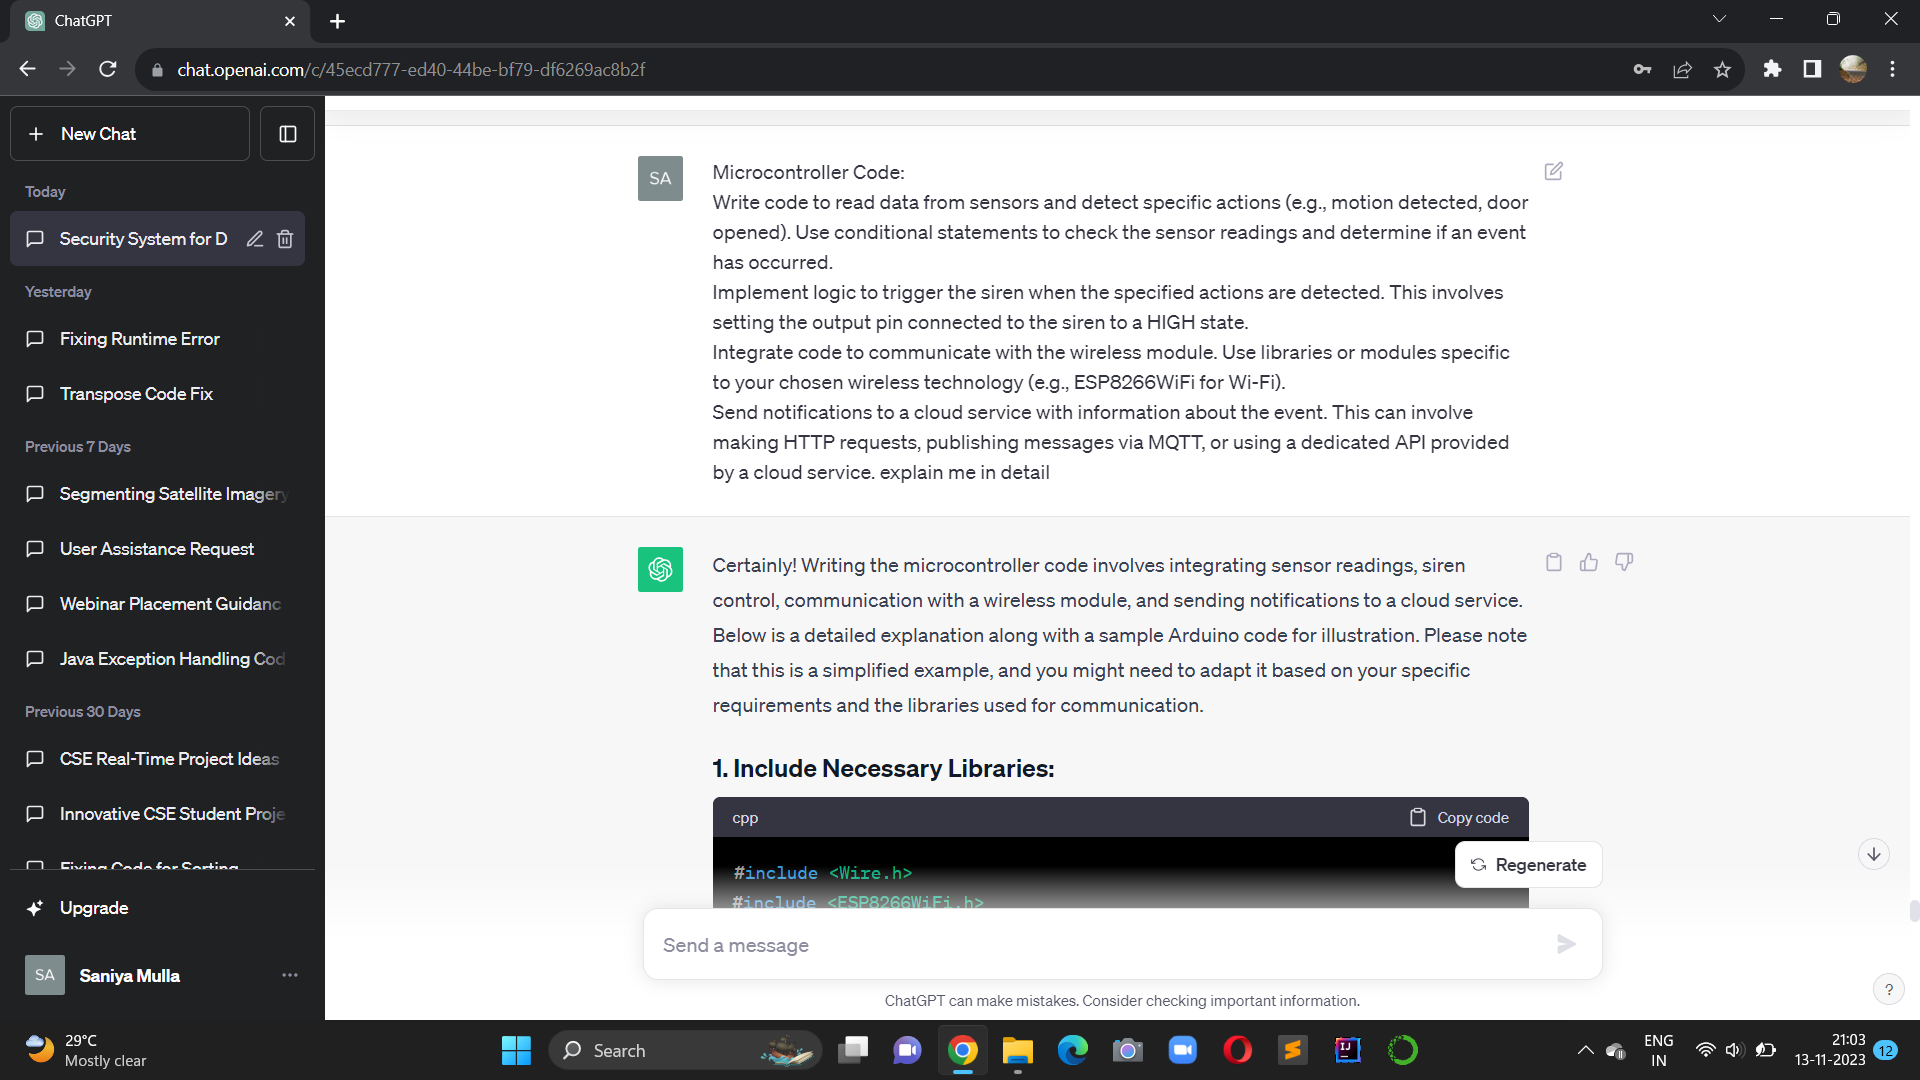 ChatGPT
chat.openai.com/c/45ecd777-ed40-44be-bf79-df6269ac8b2f
New Chat
Today
Security System for D
Yesterday
Fixing Runtime Error
Transpose Code Fix
Previous 7 Days
Segmenting Satellite Imagery
User Assistance Request
Webinar Placement Guidanc
Java Exception Handling Cod
Previous 30 Days
CSE Real-Time Project Ideas
Innovative CSE Student Proje
Fixing Code for Sorting
Upgrade
SA
Saniya Mulla
SA
Microcontroller Code:
Write code to read data from sensors and detect specific actions (e.g., motion detected, door
opened). Use conditional statements to check the sensor readings and determine if an event
has occurred.
Implement logic to trigger the siren when the specified actions are detected. This involves
setting the output pin connected to the siren to a HIGH state.
Integrate code to communicate with the wireless module. Use libraries or modules specific
to your chosen wireless technology (e.g., ESP8266WiFi for Wi-Fi).
Send notifications to a cloud service with information about the event. This can involve
making HTTP requests, publishing messages via MQTT, or using a dedicated API provided
by a cloud service. explain me in detail
Certainly! Writing the microcontroller code involves integrating sensor readings, siren
control, communication with a wireless module, and sending notifications to a cloud service.
Below is a detailed explanation along with a sample Arduino code for illustration. Please note
that this is a simplified example, and you might need to adapt it based on your specific
requirements and the libraries used for communication.
1. Include Necessary Libraries:
cpp
Copy code
#include <Wire.h>
#include <ESP8266WiFi.h>
Regenerate
Send a message
ChatGPT can make mistakes. Consider checking important information.
?
29°C
Mostly clear
Search
IJ
ENG
IN
21:03
13-11-2023
12